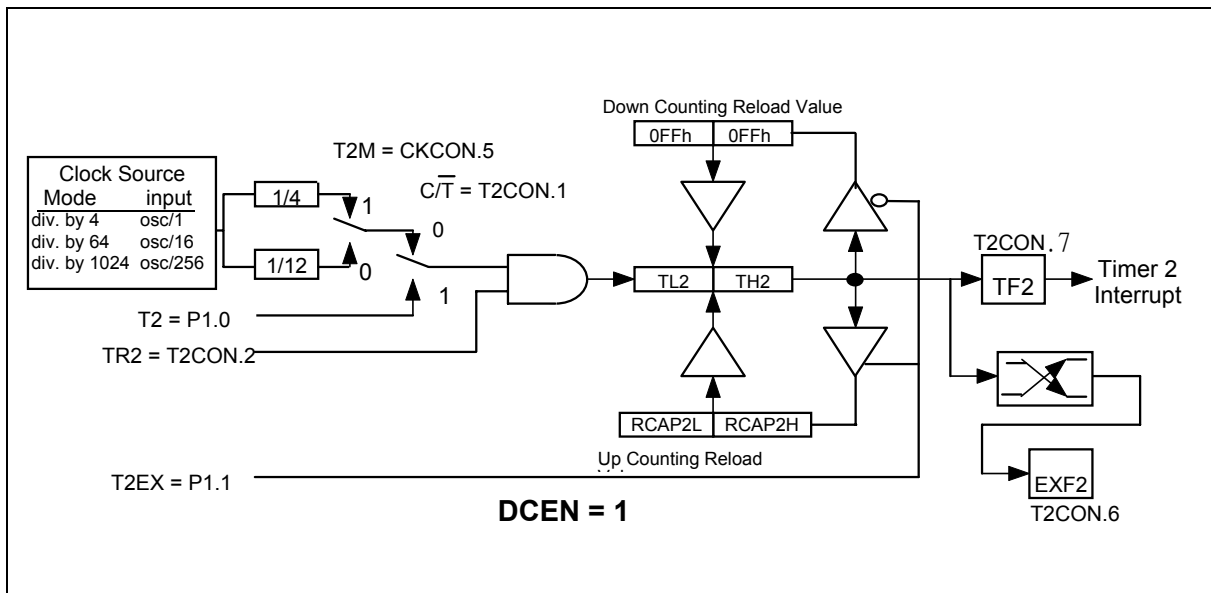 Down Counting Reload Value
0FFh 0FFh
T2M = CKCON.5
C/T = T2CON.1
Clock Source
Mode input
div. by 4 osc/1
div. by 64 osc/16
div. by 1024 osc/256
1/4
1
0
1/12
0
1
T2 = P1.0
TR2 = T2CON.2
TL2 TH2
T2CON.7
TF2
Timer 2
Interrupt
RCAP2L RCAP2H
Up Counting Reload
T2EX = P1.1
DCEN = 1
EXF2
T2CON.6